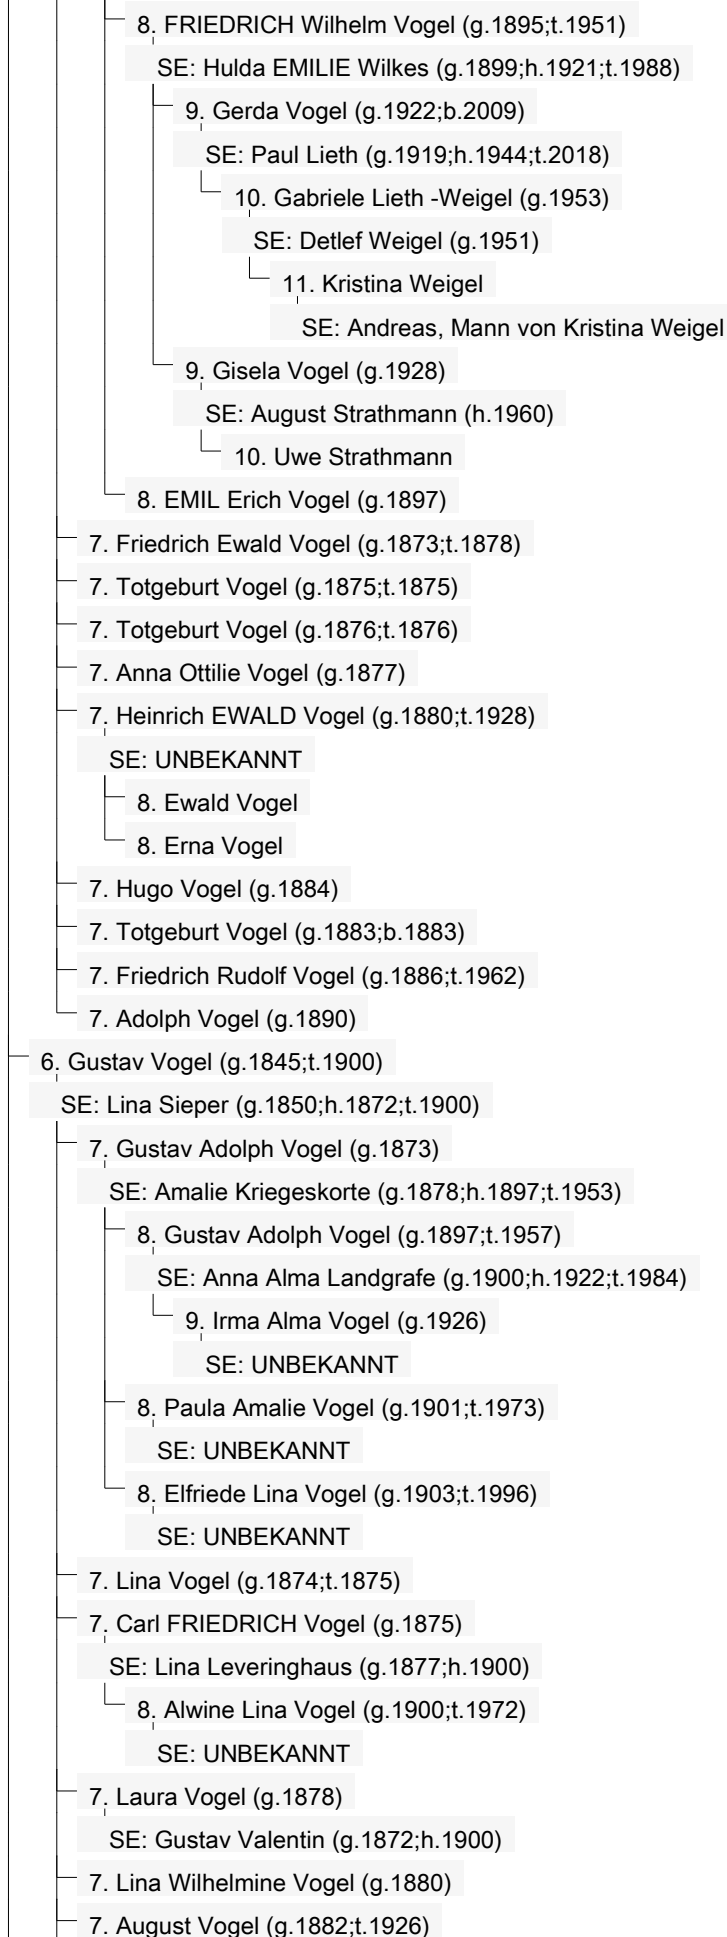 8. FRIEDRICH Wilhelm Vogel (g.1895;t.1951)
SE: Hulda EMILIE Wilkes (g.1899;h.1921;t.1988)
9. Gerda Vogel (g.1922;b.2009)
SE: Paul Lieth (g.1919;h.1944;t.2018)
10. Gabriele Lieth -Weigel (g.1953)
SE: Detlef Weigel (g.1951)
11. Kristina Weigel
SE: Andreas, Mann von Kristina Weigel
9. Gisela Vogel (g.1928)
SE: August Strathmann (h.1960)
10. Uwe Strathmann
8. EMIL Erich Vogel (g.1897)
7. Friedrich Ewald Vogel (g.1873;t.1878)
7. Totgeburt Vogel (g.1875;t.1875)
7. Totgeburt Vogel (g.1876;t.1876)
7. Anna Ottilie Vogel (g.1877)
7. Heinrich EWALD Vogel (g.1880;t.1928)
SE: UNBEKANNT
8. Ewald Vogel
8. Erna Vogel
7. Hugo Vogel (g.1884)
7. Totgeburt Vogel (g.1883;b.1883)
7. Friedrich Rudolf Vogel (g.1886;t.1962)
7. Adolph Vogel (g.1890)
6. Gustav Vogel (g.1845;t.1900)
SE: Lina Sieper (g.1850;h.1872;t.1900)
7. Gustav Adolph Vogel (g.1873)
SE: Amalie Kriegeskorte (g.1878;h.1897;t.1953)
8. Gustav Adolph Vogel (g.1897;t.1957)
SE: Anna Alma Landgrafe (g.1900;h.1922;t.1984)
9. Irma Alma Vogel (g.1926)
SE: UNBEKANNT
8. Paula Amalie Vogel (g.1901;t.1973)
SE: UNBEKANNT
8. Elfriede Lina Vogel (g.1903;t.1996)
SE: UNBEKANNT
7. Lina Vogel (g.1874;t.1875)
7. Carl FRIEDRICH Vogel (g.1875)
SE: Lina Leveringhaus (g.1877;h.1900)
8. Alwine Lina Vogel (g.1900;t.1972)
SE: UNBEKANNT
7. Laura Vogel (g.1878)
SE: Gustav Valentin (g.1872;h.1900)
7. Lina Wilhelmine Vogel (g.1880)
7. August Vogel (g.1882;t.1926)